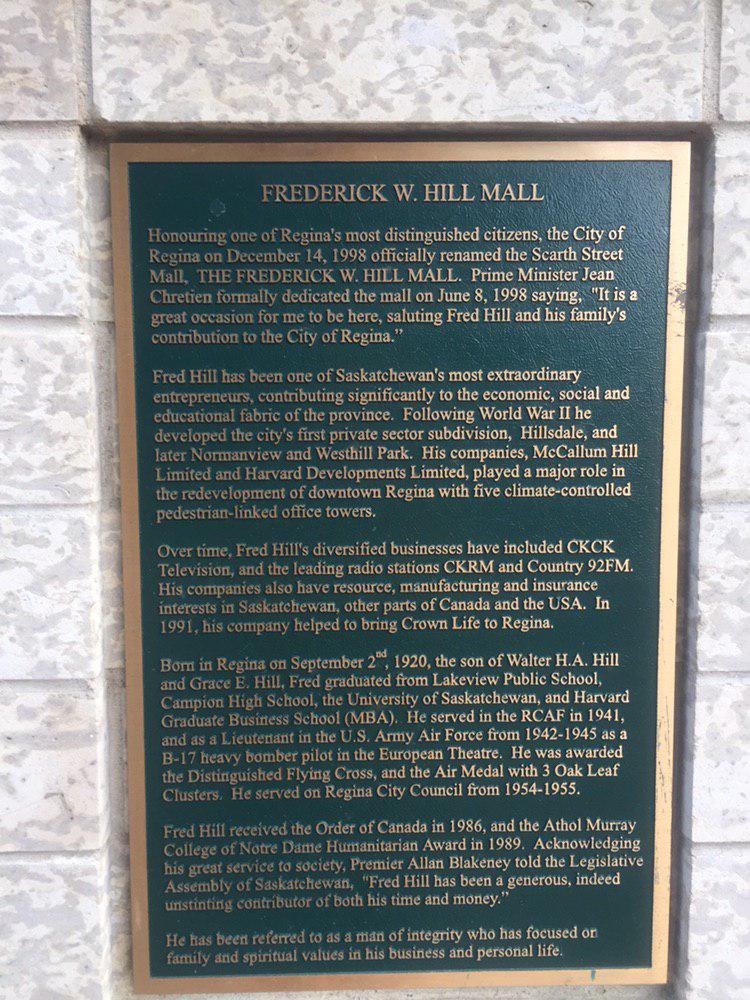 FREDERICK W. HILL MALL
Honouring one of Regina's most distinguished citizens, the City of
Regina on December 14, 1998 officially renamed the Scarth Street
Mall, THE FREDERICK W. HILL MALL. Prime Minister Jean
Chretien formally dedicated the mall on June 8, 1998 saying, "It is a
great occasion for me to be here, saluting Fred Hill and his family's
contribution to the City of Regina."
Fred Hill has been one of Saskatchewan's most extraordinary
entrepreneurs, contributing significantly to the economic, social and
educational fabric of the province. Following World War II he
developed the city's first private sector subdivision, Hillsdale, and
later Normanview and Westhill Park. His companies, McCallum Hill
Limited and Harvard Developments Limited, played a major role in
the redevelopment of downtown Regina with five climate-controlled
pedestrian-linked office towers.
Over time, Fred Hill's diversified businesses have included CKCK
Television, and the leading radio stations CKRM and Country 92FM.
His companies also have resource, manufacturing and insurance
interests in Saskatchewan, other parts of Canada and the USA. In
1991, his company helped to bring Crown Life to Regina.
Born in Regina on September 2nd, 1920, the son of Walter H.A. Hill
and Grace E. Hill, Fred graduated from Lakeview Public School,
Campion High School, the University of Saskatchewan, and Harvard
Graduate Business School (MBA). He served in the RCAF in 1941,
and as a Lieutenant in the U.S. Army Air Force from 1942-1945 as a
B-17 heavy bomber pilot in the European Theatre. He was awarded
the Distinguished Flying Cross, and the Air Medal with 3 Oak Leaf
Clusters. He served on Regina City Council from 1954-1955.
Fred Hill received the Order of Canada in 1986, and the Athol Murray
College of Notre Dame Humanitarian Award in 1989. Acknowledging
his great service to society, Premier Allan Blakeney told the Legislative
Assembly of Saskatchewan, "Fred Hill has been a generous, indeed
unstinting contributor of both his time and money."
He has been referred to as a man of integrity who has focused on
family and spiritual values in his business and personal life.